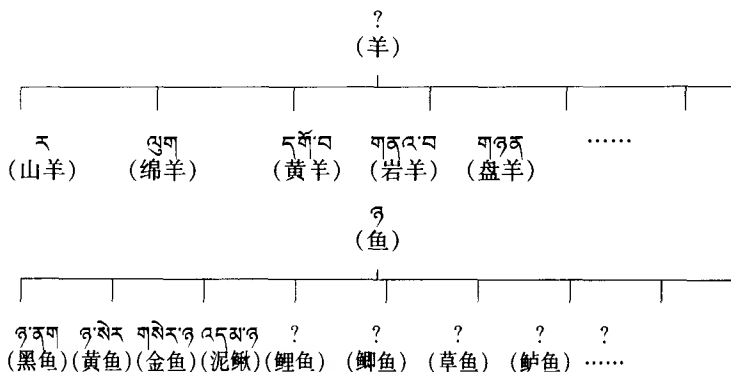 ?
(羊)
ར ལུག དགོ་བ གནའ་བ གཉན ……
(山羊) (绵羊) (黄羊) (岩羊) (盘羊)
ཉ
(鱼)
ཉ་ནག ཉ་སེར གསེར་ཉ འདམ་ཉ ? ? ? ? ?
(黑鱼) (黄鱼) (金鱼) (泥鳅) (鲤鱼) (鲫鱼) (草鱼) (鲈鱼) ……